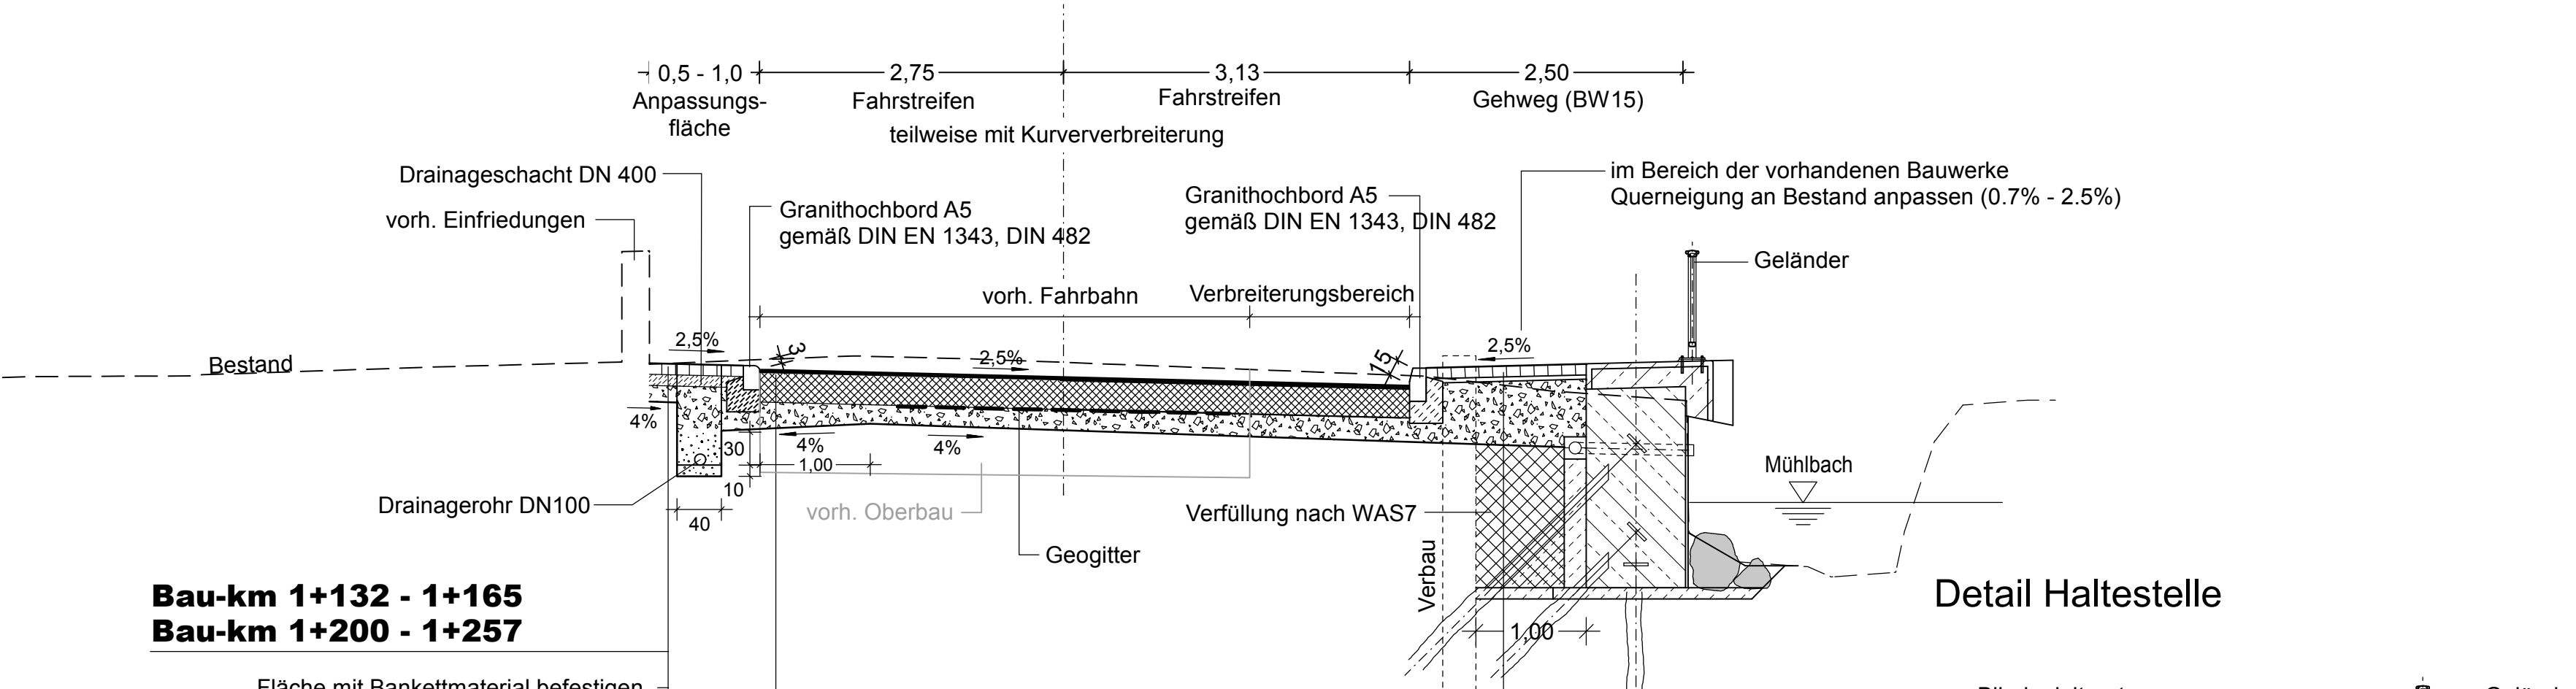 0,5 - 1,0
2,75
3,13
2,50
Anpassungs-
fläche
Fahrstreifen
Fahrstreifen
Gehweg (BW15)
teilweise mit Kurververbreiterung
Drainageschacht DN 400
vorh. Einfriedungen
Granithochbord A5
gemäß DIN EN 1343, DIN 482
Granithochbord A5
gemäß DIN EN 1343, DIN 482
im Bereich der vorhandenen Bauwerke
Querneigung an Bestand anpassen (0.7% - 2.5%)
Geländer
vorh. Fahrbahn
Verbreiterungsbereich
Bestand
2,5%
3
2,5%
15
2,5%
4%
30
4%
4%
1,00
10
40
Drainagerohr DN100
vorh. Oberbau
Geogitter
Verfüllung nach WAS7
Verbau
Mühlbach
1,00
Bau-km 1+132 - 1+165
Bau-km 1+200 - 1+257
Detail Haltestelle
Fläche mit Bankettmaterial befestigen